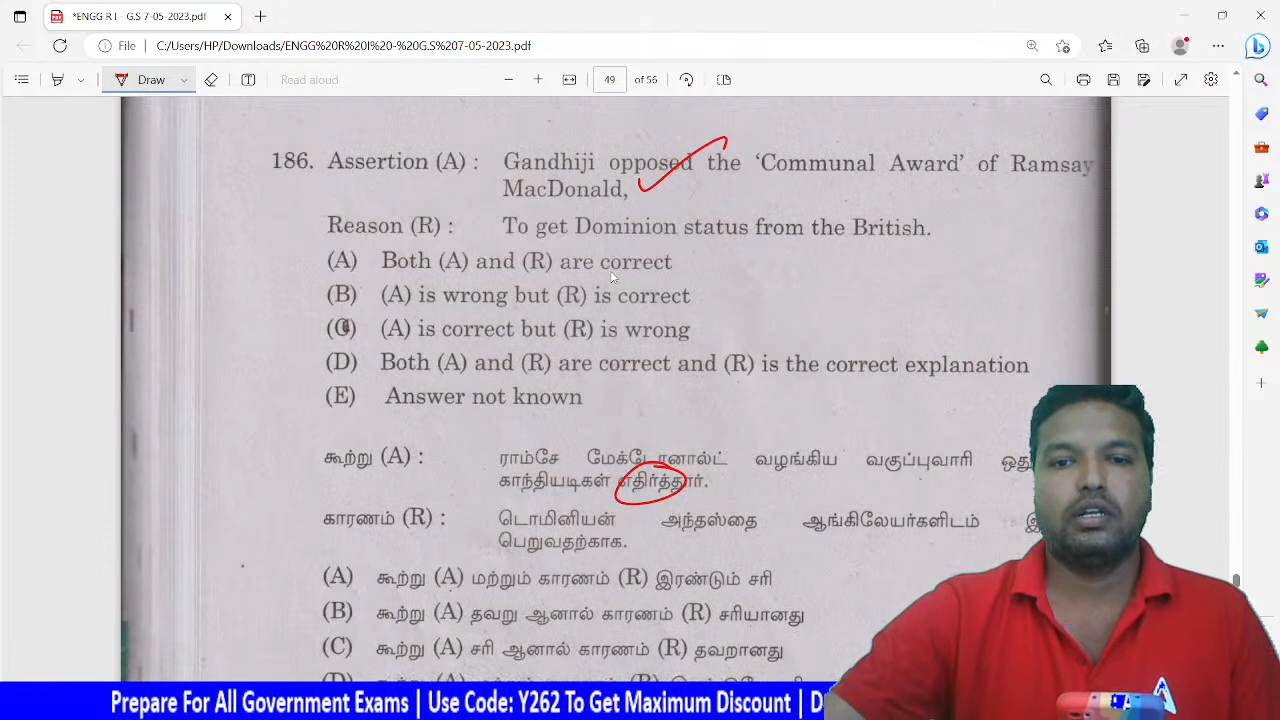 *ENGG R I - G.S 7-05-2023.pdf
File C:/Users/HP/Downloads/ENGG%20R%20I%20-%20G.S%207-05-2023.pdf
Draw Read aloud 49 of 56
186. Assertion (A) : Gandhiji opposed the 'Communal Award' of Ramsay
MacDonald,
Reason (R) : To get Dominion status from the British.
(A) Both (A) and (R) are correct
(B) (A) is wrong but (R) is correct
(C) (A) is correct but (R) is wrong
(D) Both (A) and (R) are correct and (R) is the correct explanation
(E) Answer not known
கூற்று (A) : ராம்சே மேக்டொனால்ட் வழங்கிய வகுப்புவாரி
காந்தியடிகள் எதிர்த்தார்.
காரணம் (R) : டொமினியன் அந்தஸ்தை ஆங்கிலேயர்களிடம்
பெறுவதற்காக.
(A) கூற்று (A) மற்றும் காரணம் (R) இரண்டும் சரி
(B) கூற்று (A) தவறு ஆனால் காரணம் (R) சரியானது
(C) கூற்று (A) சரி ஆனால் காரணம் (R) தவறானது
Prepare For All Government Exams | Use Code: Y262 To Get Maximum Discount |